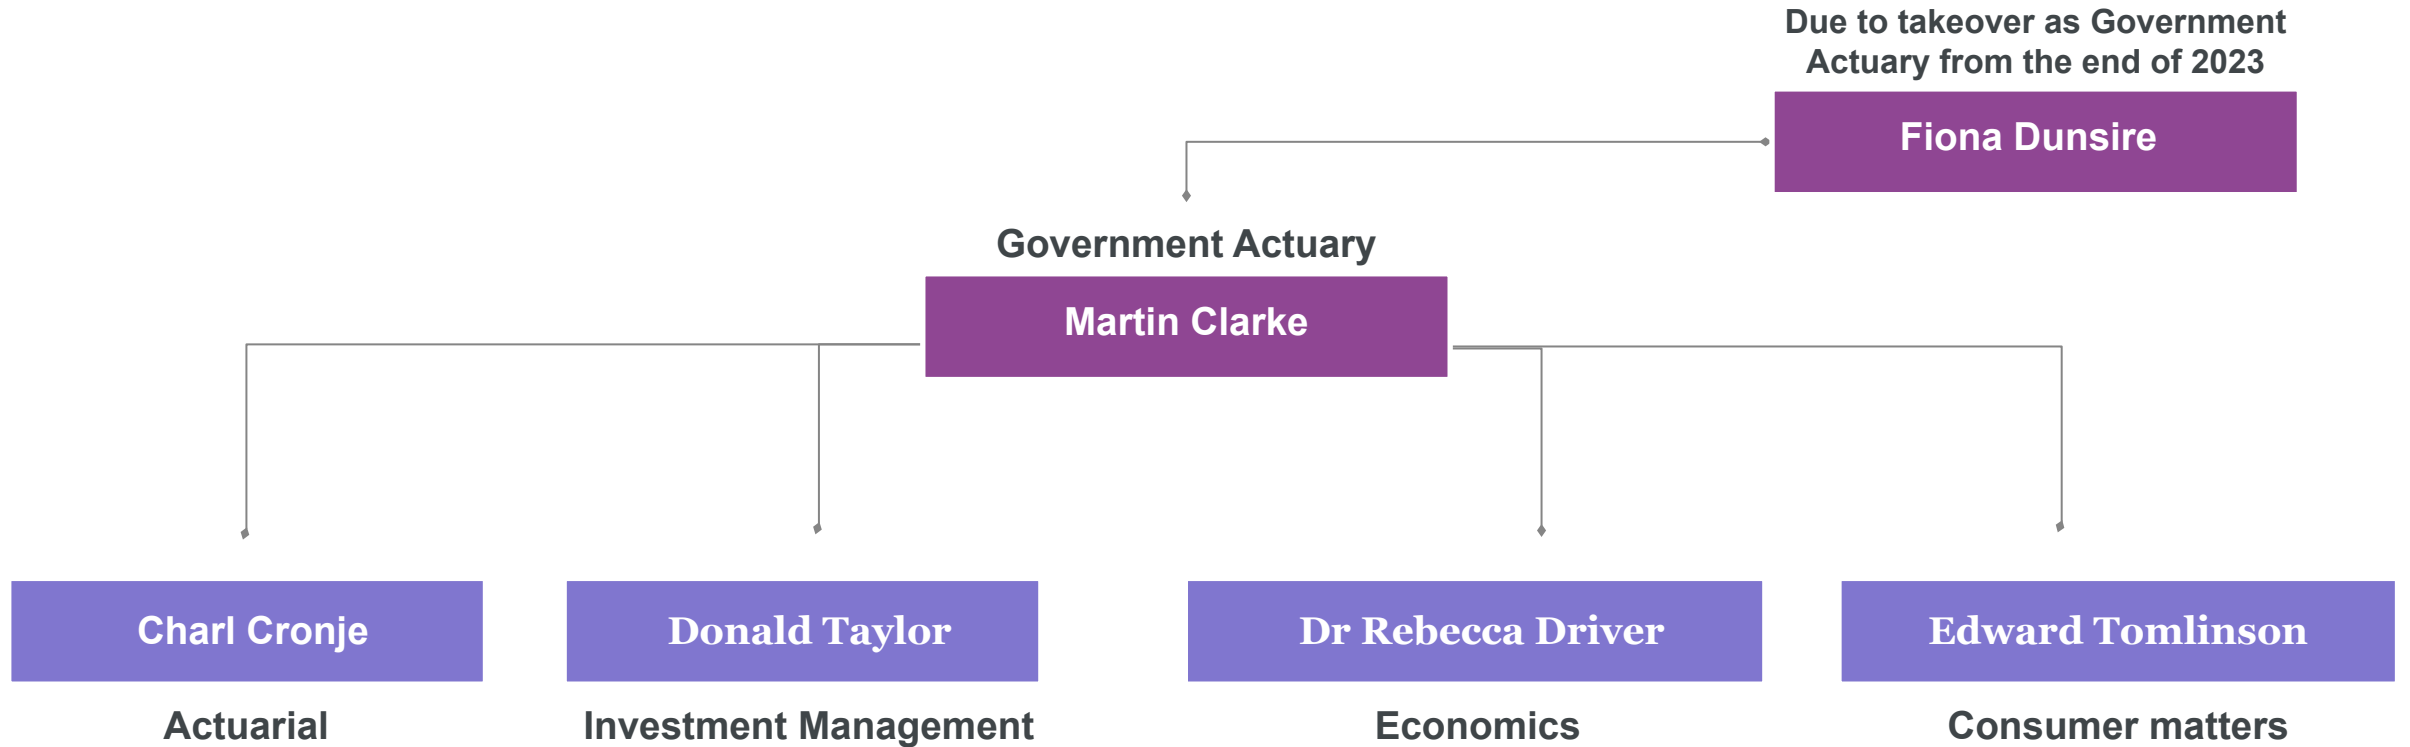 Due to takeover as Government
Actuary from the end of 2023
Fiona Dunsire
Government Actuary
Martin Clarke
Charl Cronje
Donald Taylor
Dr Rebecca Driver
Edward Tomlinson
Actuarial
Investment Management
Economics
Consumer matters